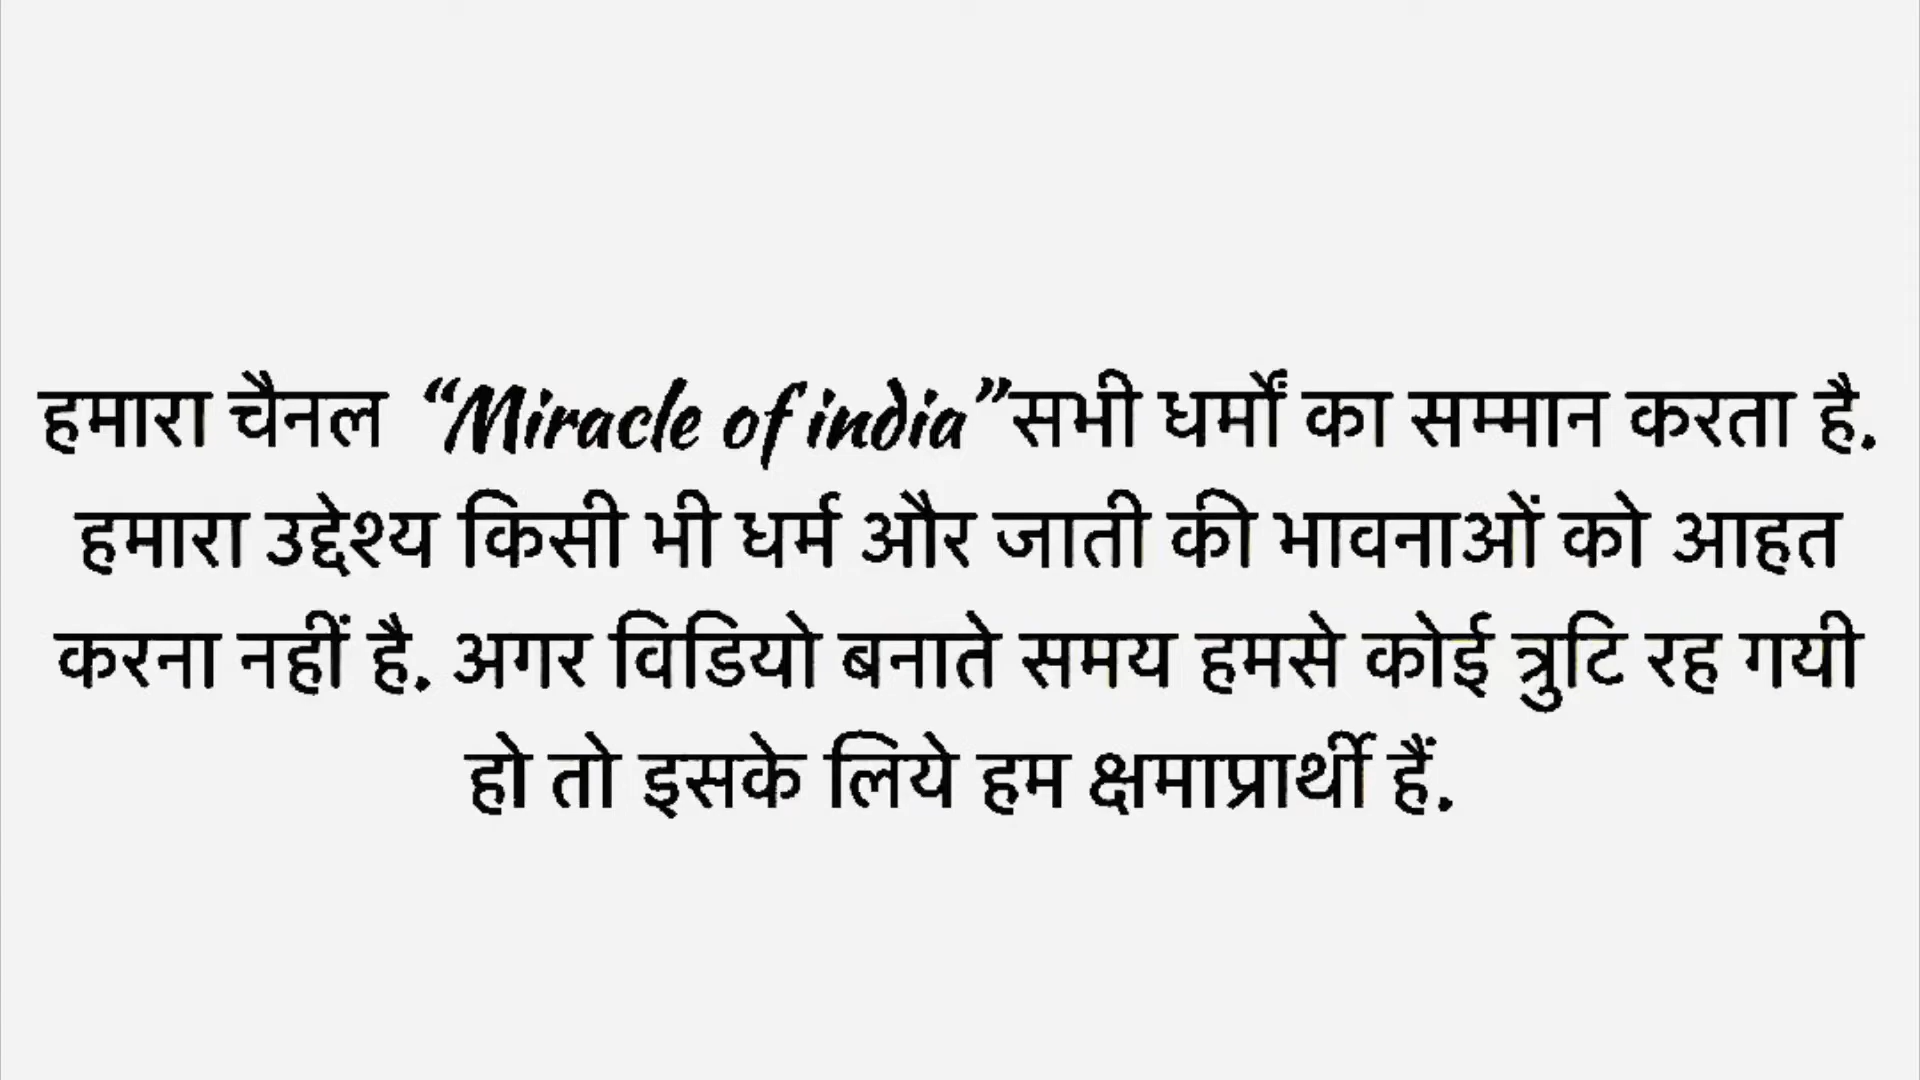 हमारा चैनल “Miracle of india”सभी धर्मों का सम्मान करता है.
हमारा उद्देश्य किसी भी धर्म और जाती की भावनाओं को आहत
करना नहीं है. अगर विडियो बनाते समय हमसे कोई त्रुटि रह गयी
हो तो इसके लिये हम क्षमाप्रार्थी हैं.